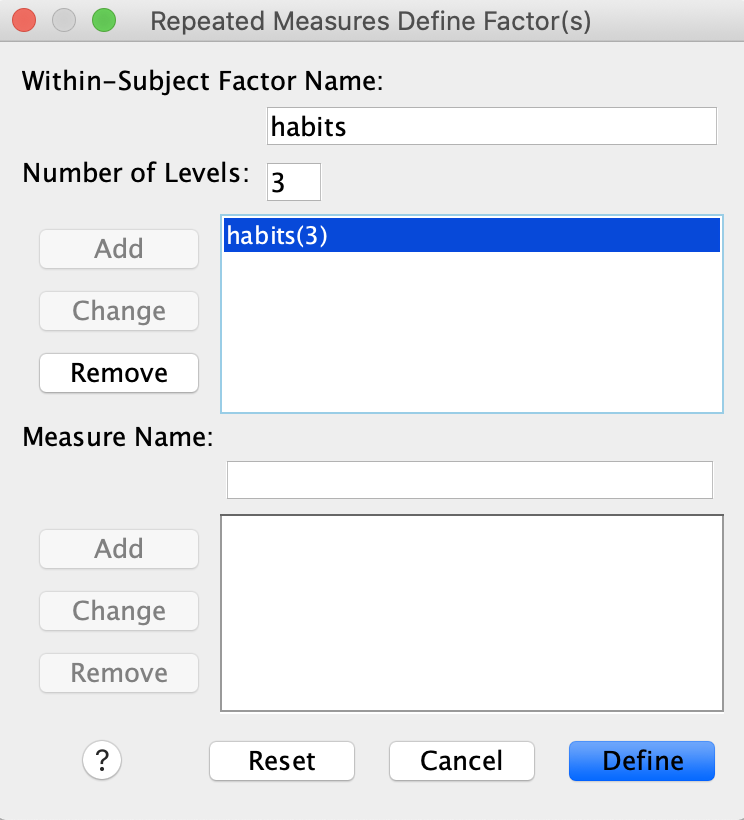 Repeated Measures Define Factor(s)
Within-Subject Factor Name:
habits
Number of Levels: 3
Add
habits(3)
Change
Remove
Measure Name:
Add
Change
Remove
? Reset Cancel Define